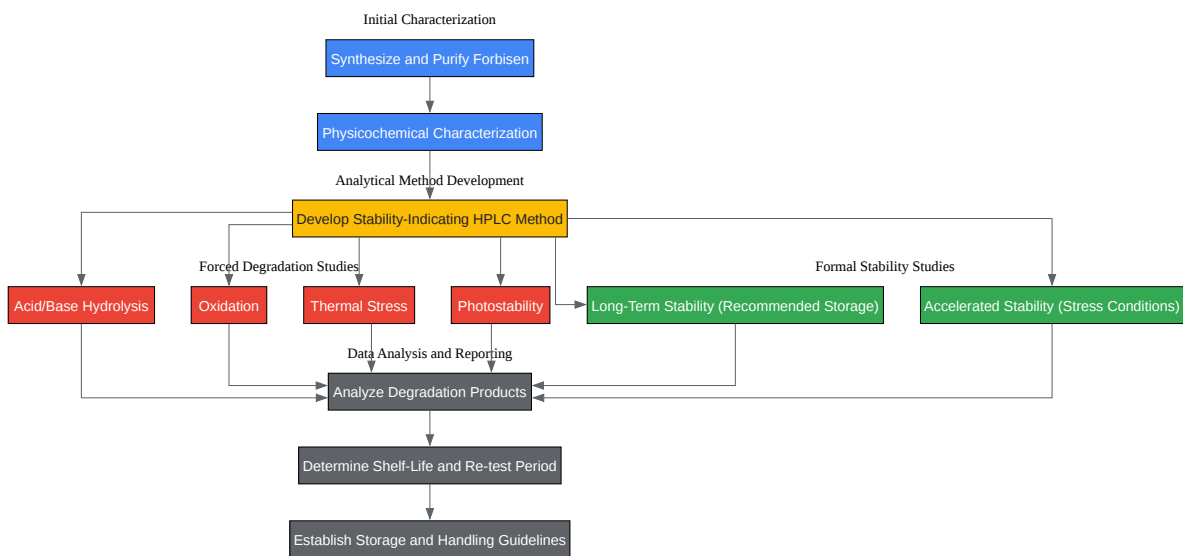 Initial Characterization
Synthesize and Purify Forbisen
Physicochemical Characterization
Analytical Method Development
Develop Stability-Indicating HPLC Method
Forced Degradation Studies
Formal Stability Studies
Acid/Base Hydrolysis
Oxidation
Thermal Stress
Photostability
Long-Term Stability (Recommended Storage)
Accelerated Stability (Stress Conditions)
Data Analysis and Reporting
Analyze Degradation Products
Determine Shelf-Life and Re-test Period
Establish Storage and Handling Guidelines